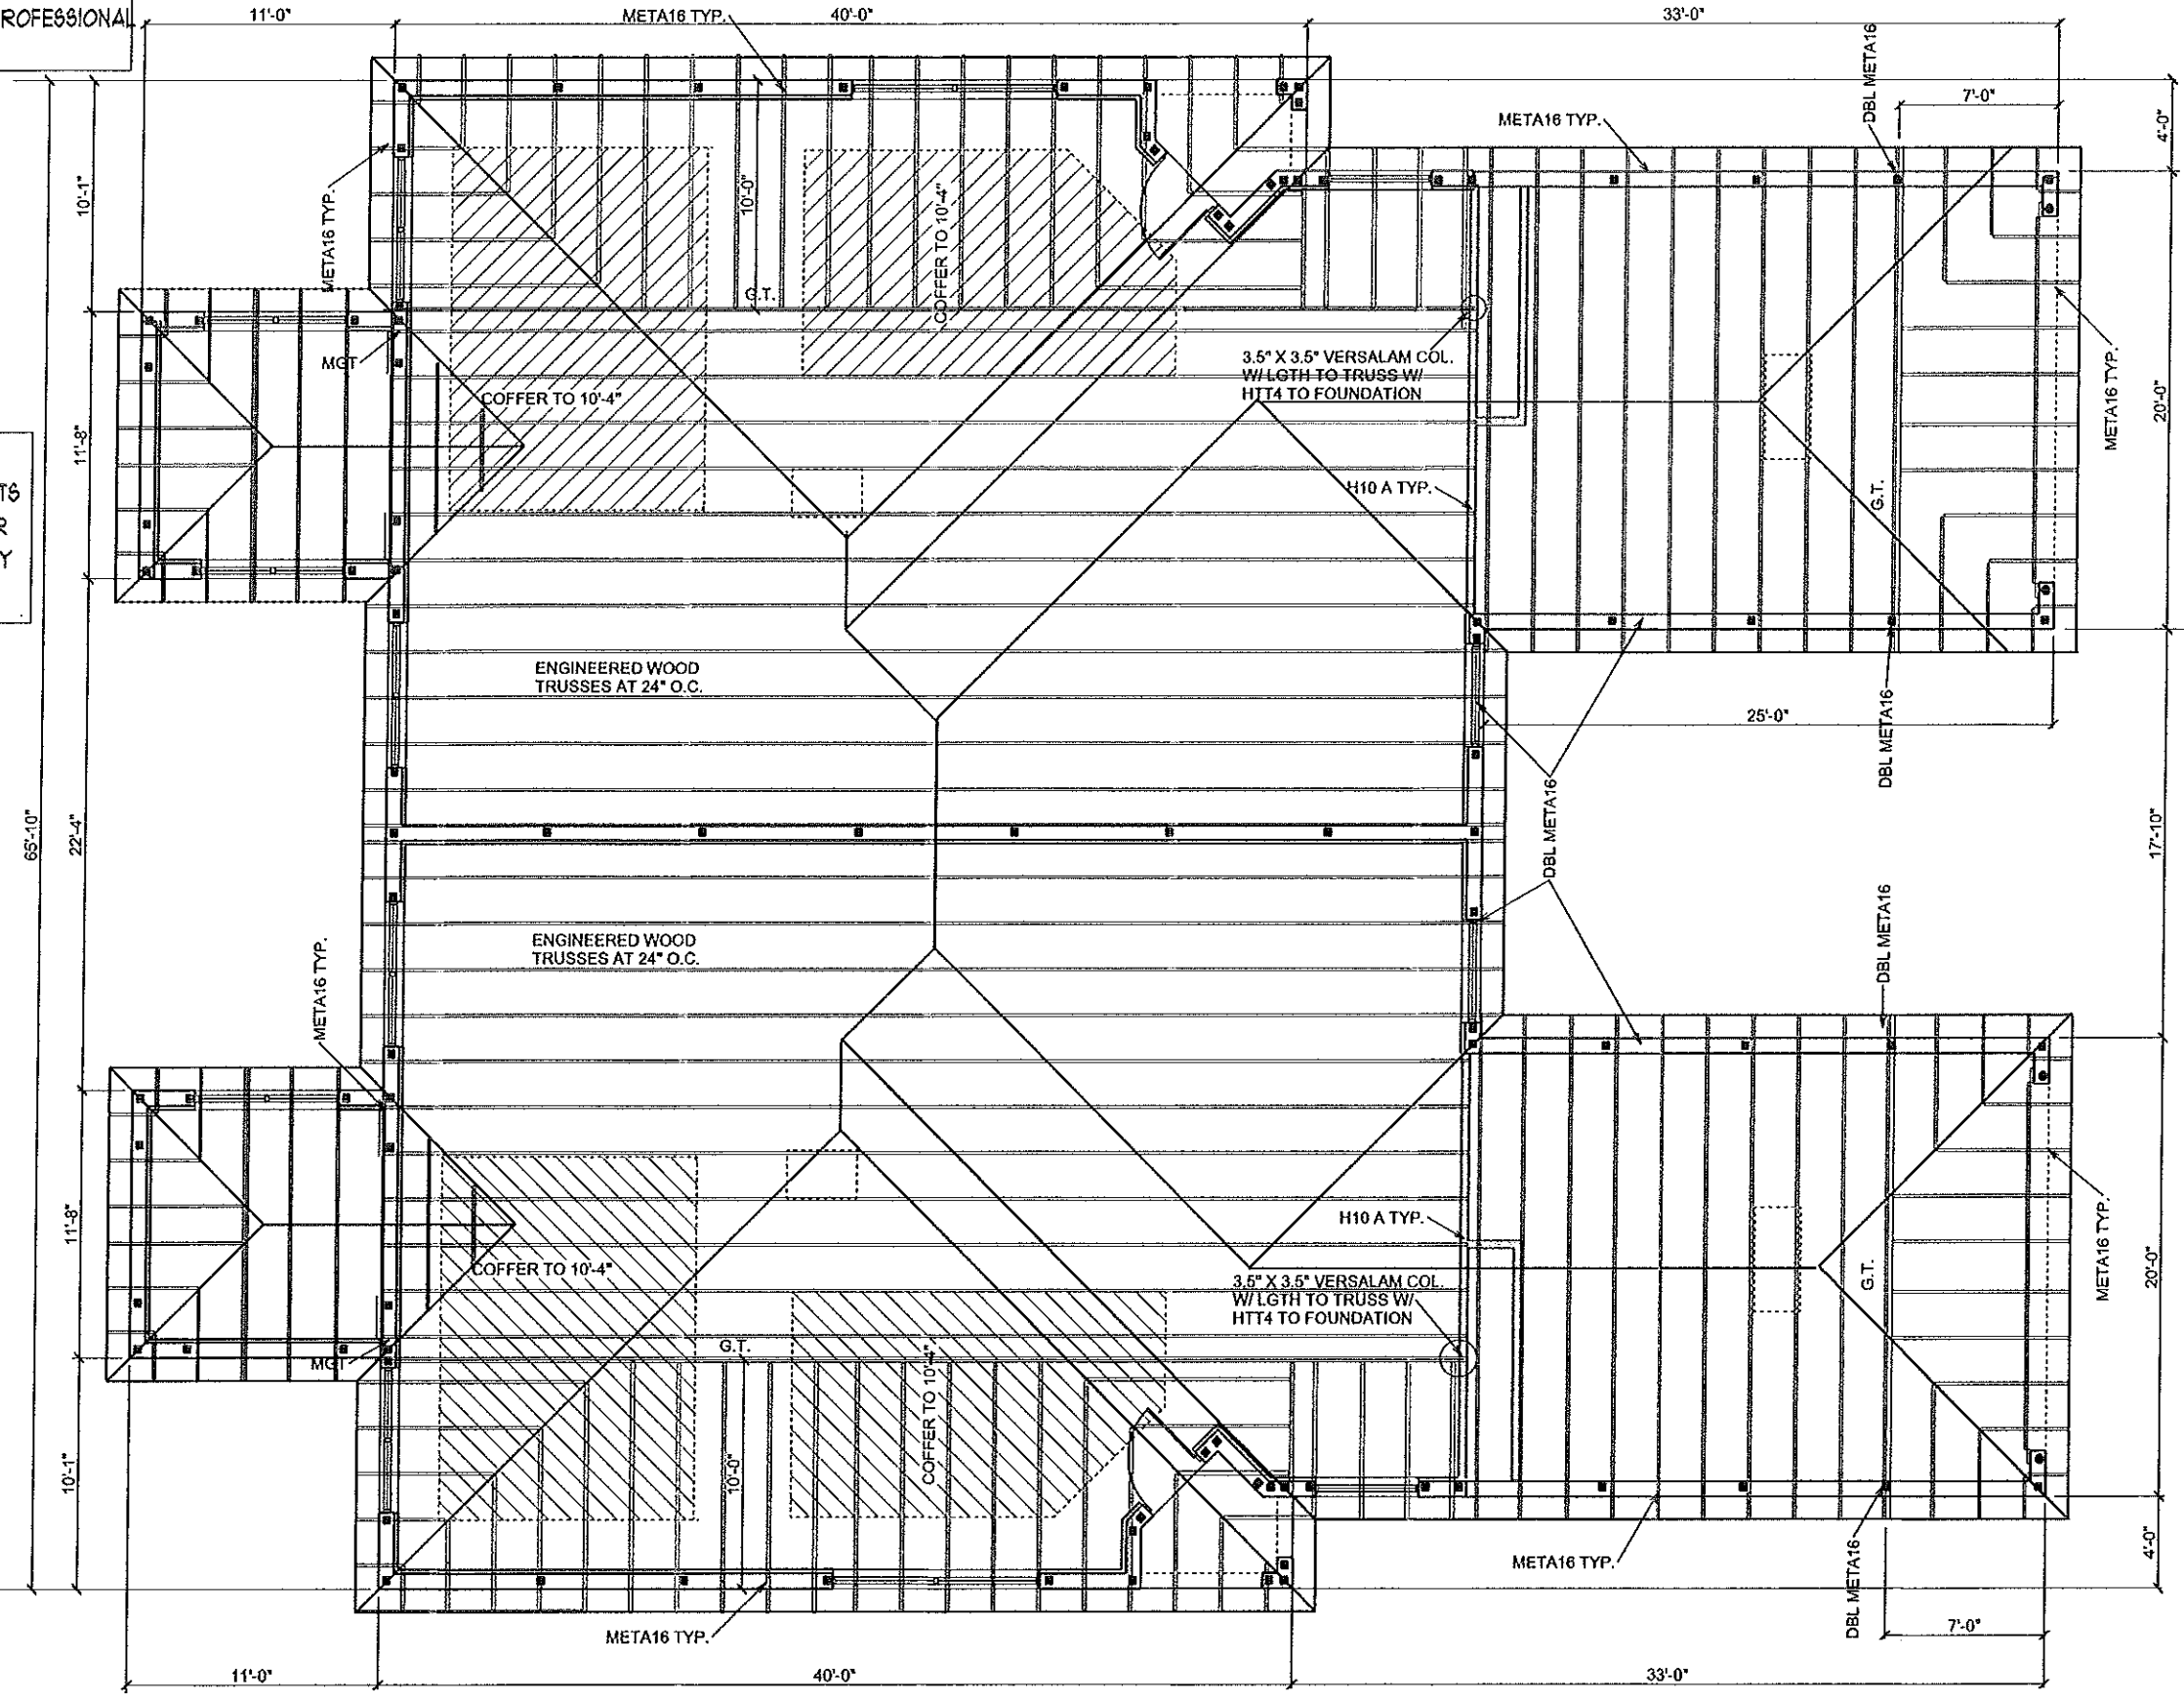 ROFESSIONAL
11'-0"
META16 TYP.
40'-0"
33'-0"
DBL META16
7'-0"
4'-0"
META16 TYP.
10'-1"
META16 TYP.
10'-0"
COFFER TO 10'-4"
G.T.
MGT
3.5" X 3.5" VERSALAM COL.
W/ LGTH TO TRUSS W/
HTT4 TO FOUNDATION
META16 TYP.
20'-0"
COFFER TO 10'-4"
11'-8"
TS
Y
H10 A TYP.
G.T.
ENGINEERED WOOD
TRUSSES AT 24" O.C.
25'-0"
DBL META16
65'-10"
22'-4"
DBL META16
17'-10"
ENGINEERED WOOD
TRUSSES AT 24" O.C.
META16 TYP.
DBL META16
11'-8"
H10 A TYP.
META16 TYP.
20'-0"
COFFER TO 10'-4"
G.T.
3.5" X 3.5" VERSALAM COL.
W/ LGTH TO TRUSS W/
HTT4 TO FOUNDATION
MGT
G.T.
COFFER TO 10'-4"
10'-1"
10'-0"
META16 TYP.
DBL META16
4'-0"
META16 TYP.
7'-0"
11'-0"
40'-0"
33'-0"